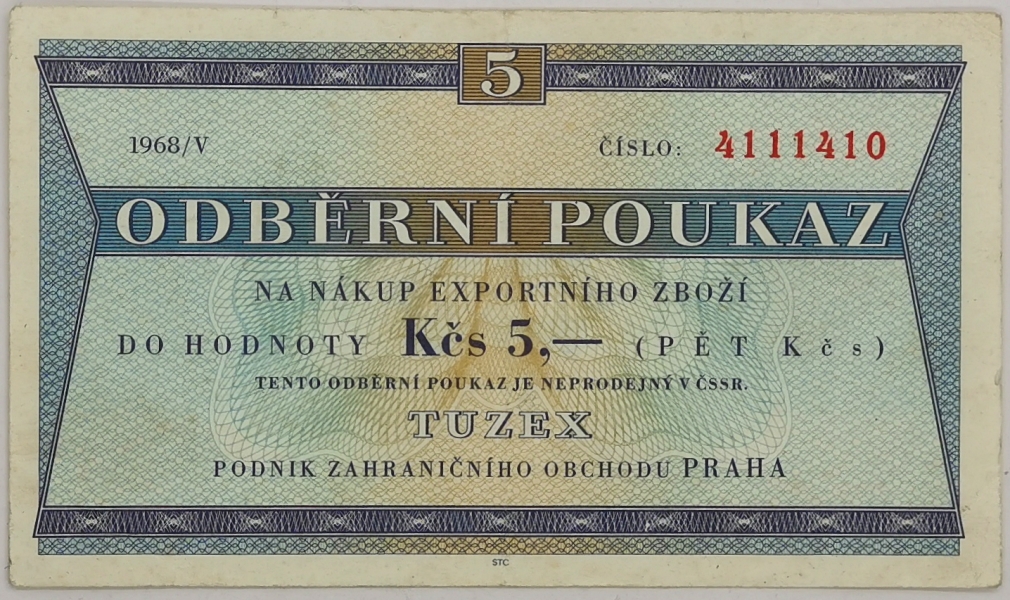 5
1968/V ČÍSLO: 4111410
ODBĚRNÍ POUKAZ
NA NÁKUP EXPORTNÍHO ZBOŽÍ
DO HODNOTY Kčs 5,— (PĚT Kčs)
TENTO ODBĚRNÍ POUKAZ JE NEPRODEJNÝ V ČSSR.
TUZEX
PODNIK ZAHRANIČNÍHO OBCHODU PRAHA
STC